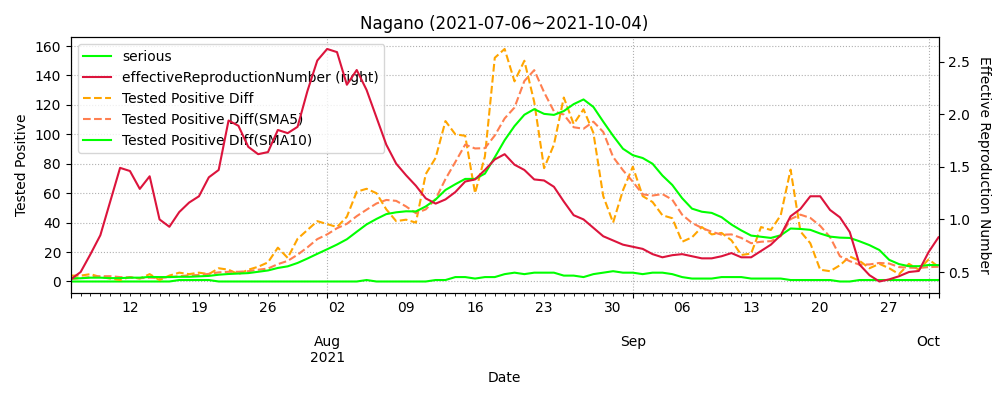 Nagano (2021-07-06~2021-10-04)
serious
effectiveReproductionNumber (right)
Tested Positive Diff
Tested Positive Diff(SMA5)
Tested Positive Diff(SMA10)
Tested Positive
160
140
120
100
80
60
40
20
0
2.5
2.0
1.5
1.0
0.5
Effective Reproduction Number
12 19 26 02 09 16 23 30 06 13 20 27
Aug Sep Oct
2021
Date